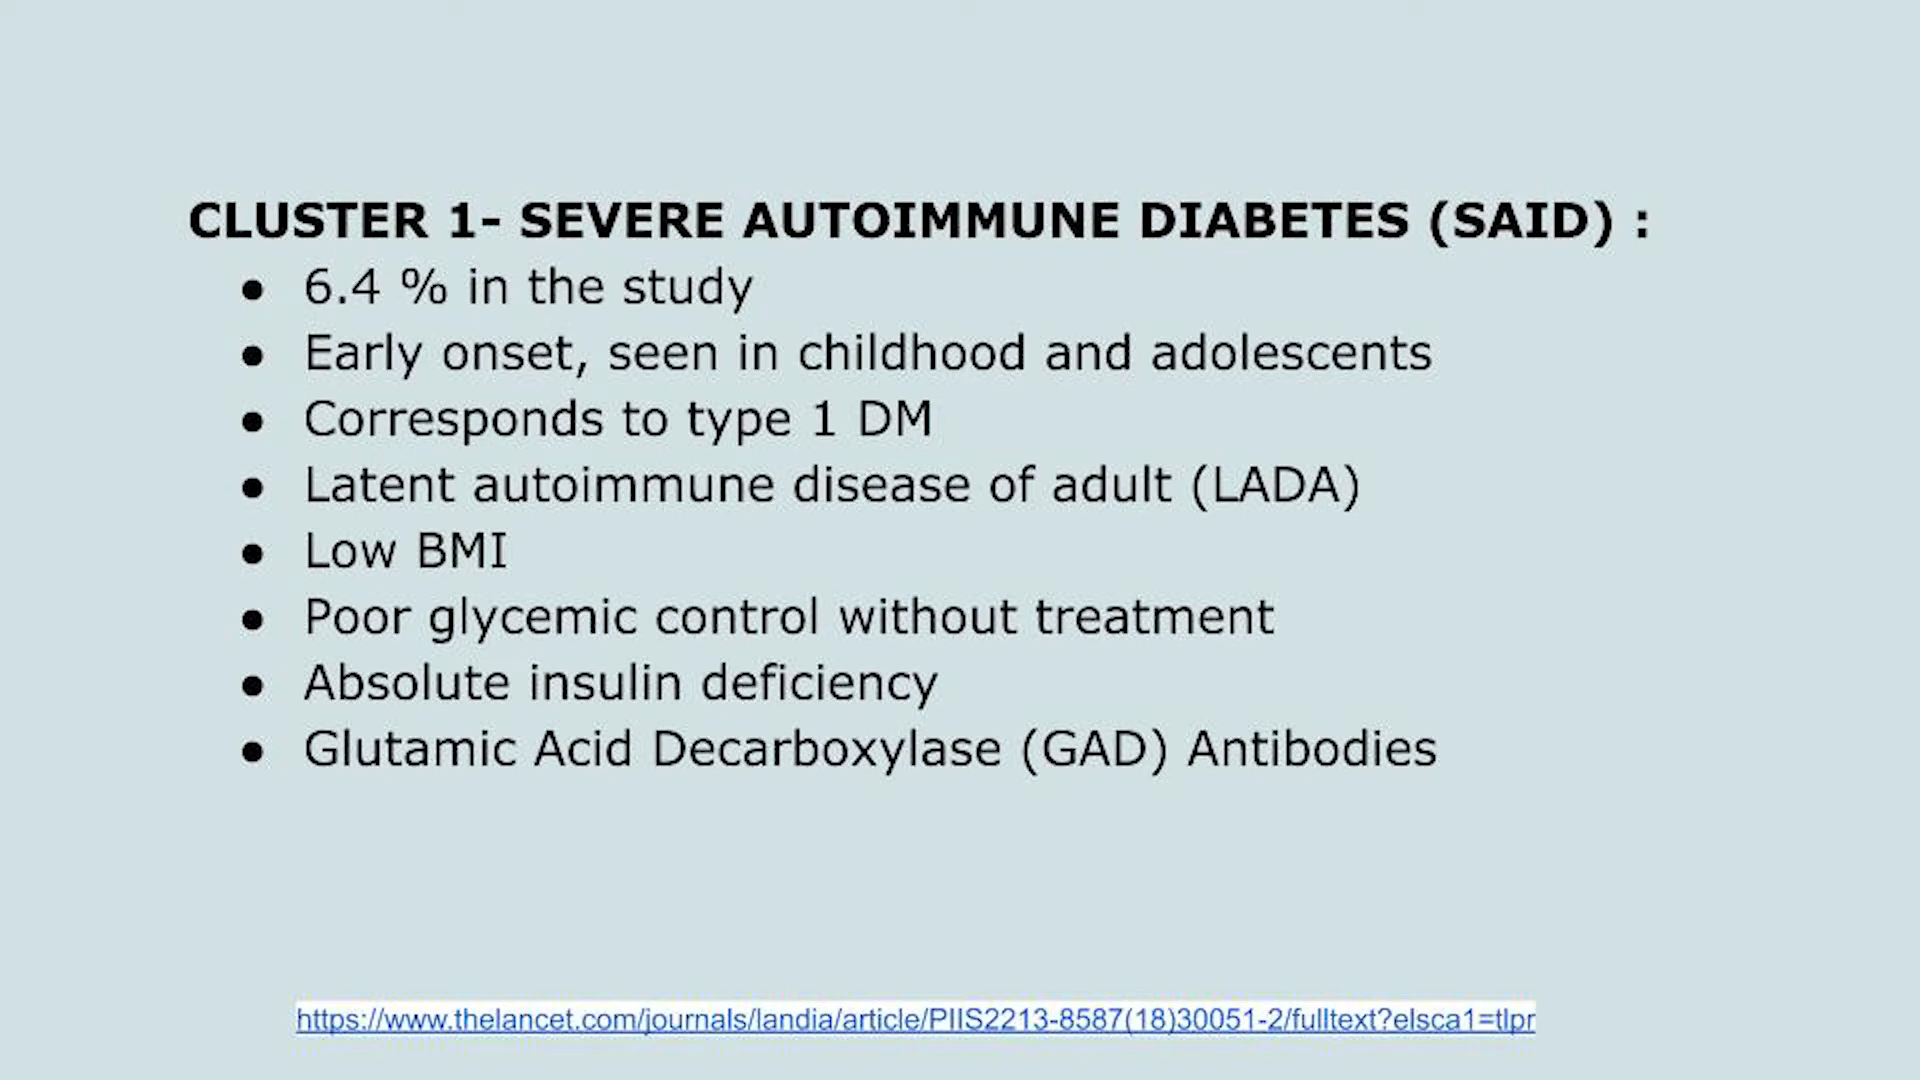 CLUSTER 1- SEVERE AUTOIMMUNE DIABETES (SAID) :
● 6.4 % in the study
● Early onset, seen in childhood and adolescents
● Corresponds to type 1 DM
● Latent autoimmune disease of adult (LADA)
● Low BMI
● Poor glycemic control without treatment
● Absolute insulin deficiency
● Glutamic Acid Decarboxylase (GAD) Antibodies
https://www.thelancet.com/journals/landia/article/PIIS2213-8587(18)30051-2/fulltext?elsca1=tlpr